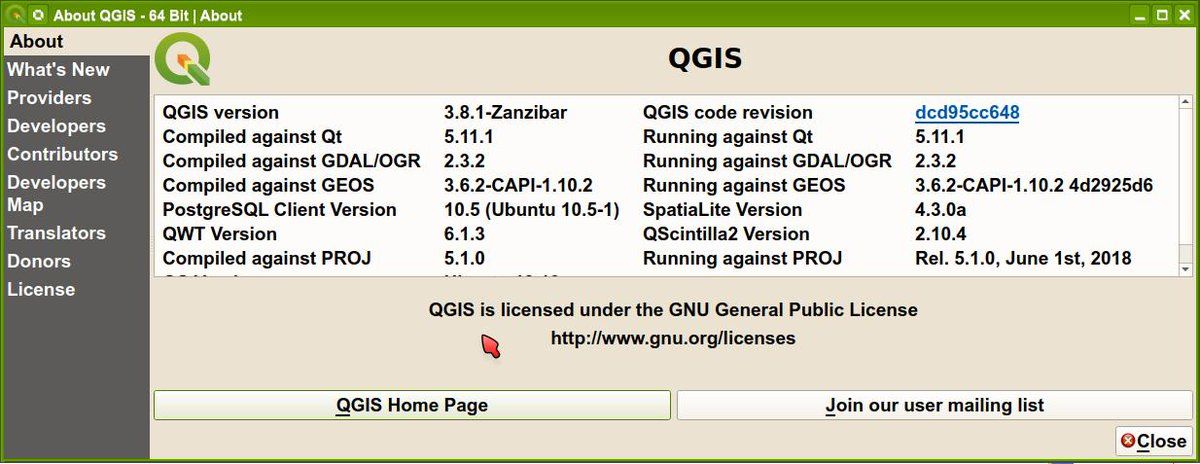 About QGIS - 64 Bit | About
About
What's New
Providers
Developers
Contributors
Developers
Map
Translators
Donors
License
QGIS
QGIS version 3.8.1-Zanzibar QGIS code revision dcd95cc648
Compiled against Qt 5.11.1 Running against Qt 5.11.1
Compiled against GDAL/OGR 2.3.2 Running against GDAL/OGR 2.3.2
Compiled against GEOS 3.6.2-CAPI-1.10.2 Running against GEOS 3.6.2-CAPI-1.10.2 4d2925d6
PostgreSQL Client Version 10.5 (Ubuntu 10.5-1) SpatiaLite Version 4.3.0a
QWT Version 6.1.3 QScintilla2 Version 2.10.4
Compiled against PROJ 5.1.0 Running against PROJ Rel. 5.1.0, June 1st, 2018
QGIS is licensed under the GNU General Public License
http://www.gnu.org/licenses
QGIS Home Page Join our user mailing list
Close